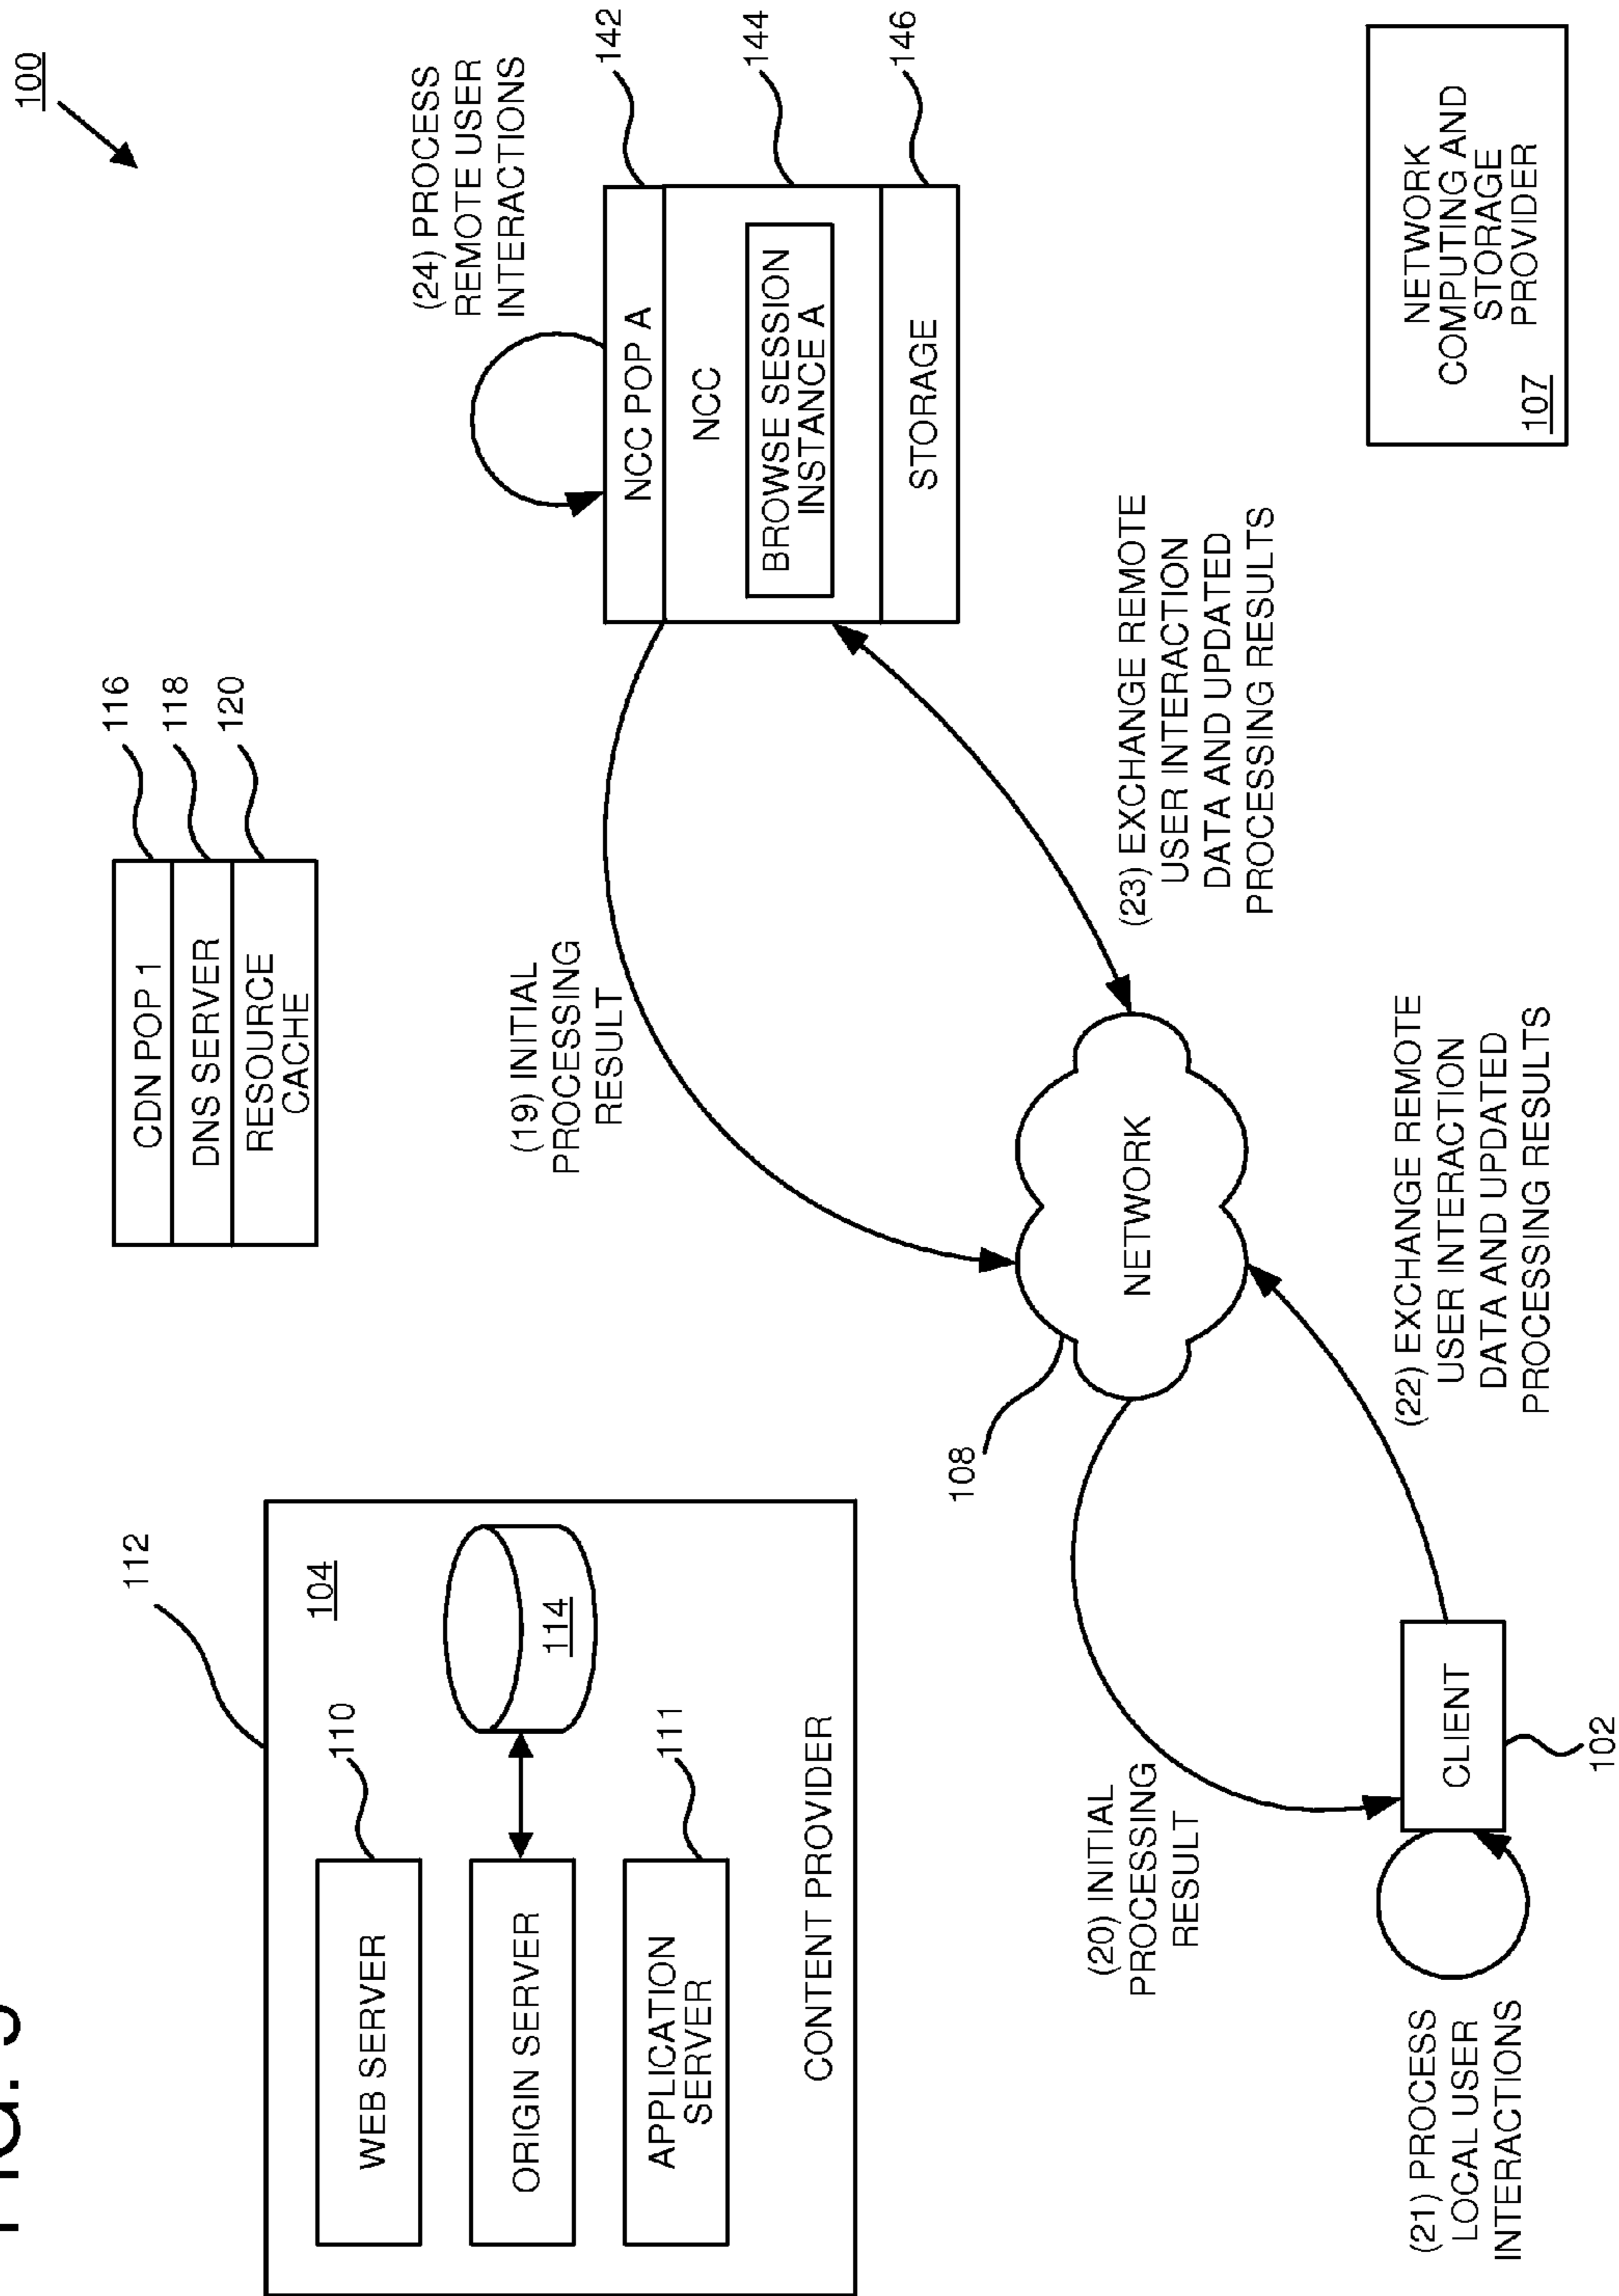 100
112
104
110
WEB SERVER
ORIGIN SERVER
114
111
APPLICATION
SERVER
CONTENT PROVIDER
116
118
120
CDN POP 1
DNS SERVER
RESOURCE
CACHE
(24) PROCESS
REMOTE USER
INTERACTIONS
142
144
146
NCC POP A
NCC
BROWSE SESSION
INSTANCE A
STORAGE
(19) INITIAL
PROCESSING
RESULT
108
NETWORK
(23) EXCHANGE REMOTE
USER INTERACTION
DATA AND UPDATED
PROCESSING RESULTS
(20) INITIAL
PROCESSING
RESULT
(22) EXCHANGE REMOTE
USER INTERACTION
DATA AND UPDATED
PROCESSING RESULTS
CLIENT
102
(21) PROCESS
LOCAL USER
INTERACTIONS
NETWORK
COMPUTING AND
STORAGE
PROVIDER
107